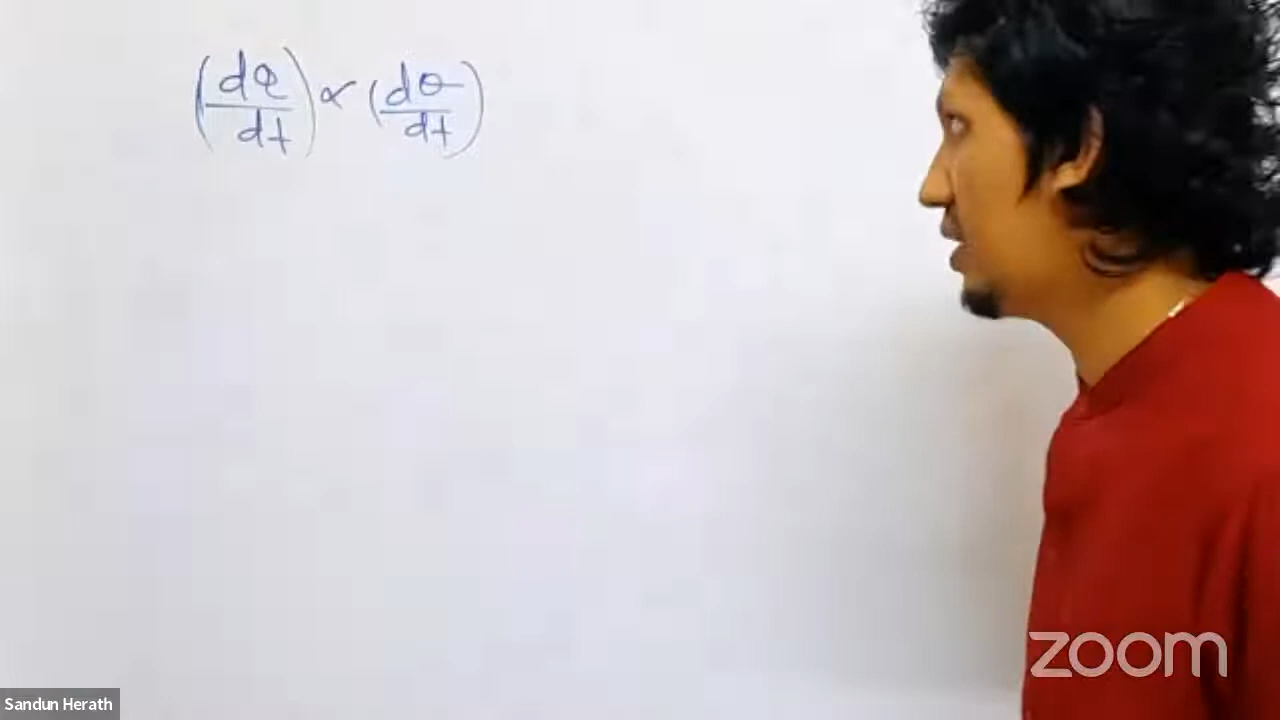 (dQ/dt) ∝ (dθ/dt)
zoom
Sandun Herath